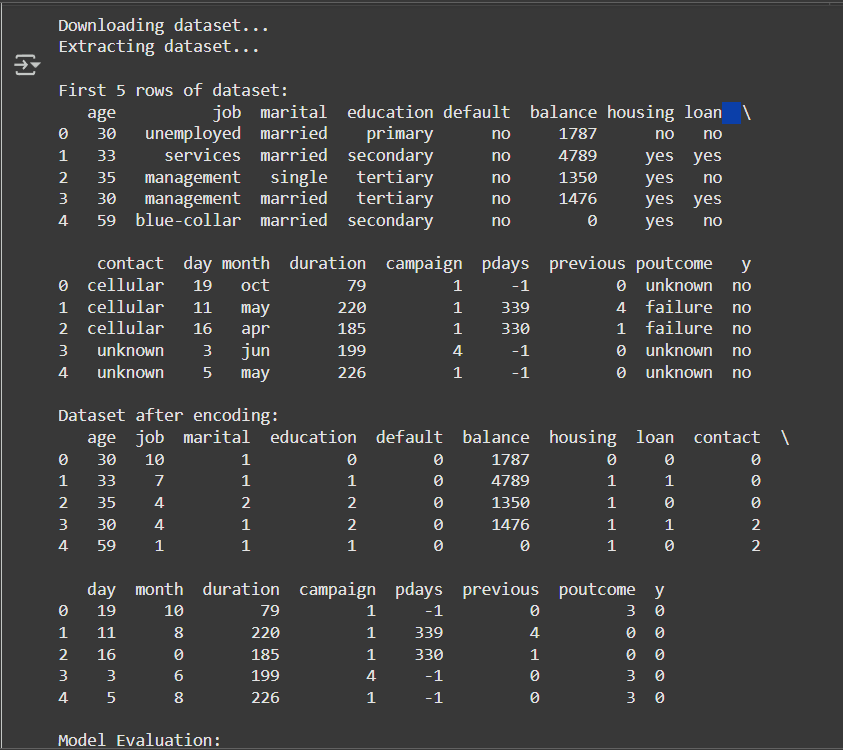 Downloading dataset...
Extracting dataset...
First 5 rows of dataset:
   age          job  marital  education default  balance housing loan  \
0   30   unemployed  married    primary      no     1787      no   no
1   33     services  married  secondary      no     4789     yes  yes
2   35   management   single   tertiary      no     1350     yes   no
3   30   management  married   tertiary      no     1476     yes  yes
4   59  blue-collar  married  secondary      no        0     yes   no
    contact  day month  duration  campaign  pdays  previous poutcome   y
0  cellular   19   oct        79         1     -1         0  unknown  no
1  cellular   11   may       220         1    339         4  failure  no
2  cellular   16   apr       185         1    330         1  failure  no
3   unknown    3   jun       199         4     -1         0  unknown  no
4   unknown    5   may       226         1     -1         0  unknown  no
Dataset after encoding:
   age  job  marital  education  default  balance  housing  loan  contact  \
0   30   10        1          0        0     1787        0     0        0
1   33    7        1          1        0     4789        1     1        0
2   35    4        2          2        0     1350        1     0        0
3   30    4        1          2        0     1476        1     1        2
4   59    1        1          1        0        0        1     0        2
   day  month  duration  campaign  pdays  previous  poutcome  y
0   19     10        79         1     -1         0         3  0
1   11      8       220         1    339         4         0  0
2   16      0       185         1    330         1         0  0
3    3      6       199         4     -1         0         3  0
4    5      8       226         1     -1         0         3  0
Model Evaluation: